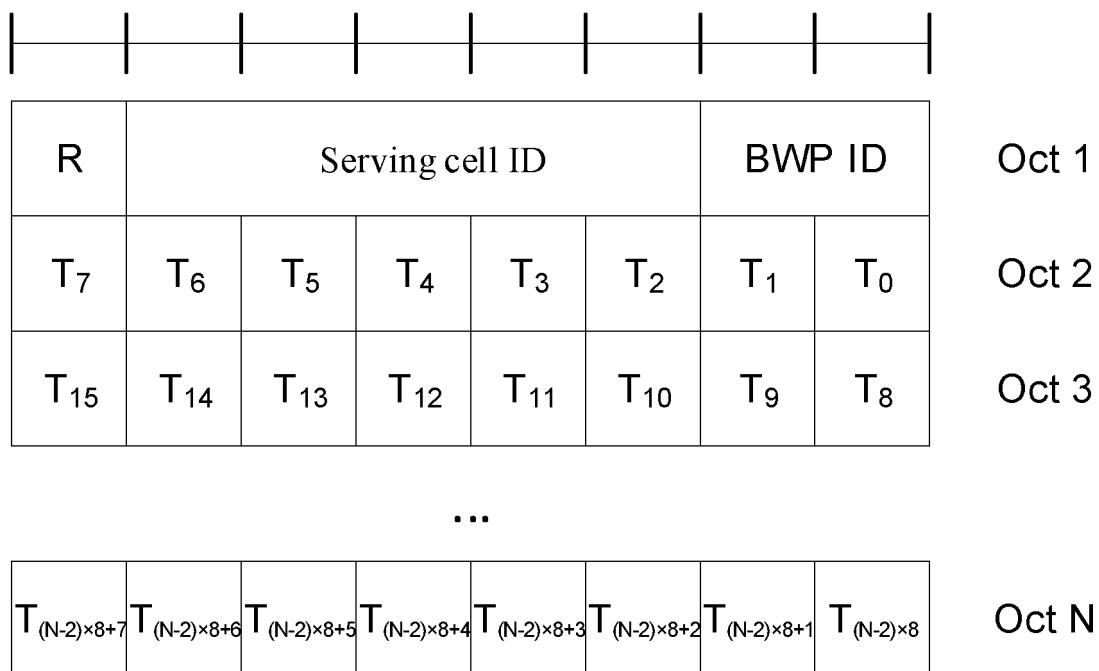 R Serving cell ID BWP ID Oct 1
T₇ T₆ T₅ T₄ T₃ T₂ T₁ T₀ Oct 2
T₁₅ T₁₄ T₁₃ T₁₂ T₁₁ T₁₀ T₉ T₈ Oct 3
...
T₍N-2₎×8+7 T₍N-2₎×8+6 T₍N-2₎×8+5 T₍N-2₎×8+4 T₍N-2₎×8+3 T₍N-2₎×8+2 T₍N-2₎×8+1 T₍N-2₎×8 Oct N